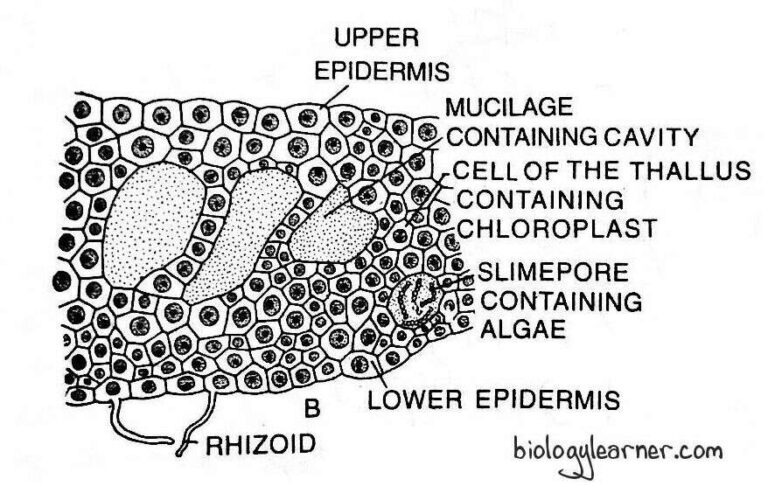 UPPER
EPIDERMIS
MUCILAGE
CONTAINING CAVITY
CELL OF THE THALLUS
CONTAINING
CHLOROPLAST
SLIMEPORE
CONTAINING
ALGAE
B
LOWER EPIDERMIS
RHIZOID
biologylearner.com